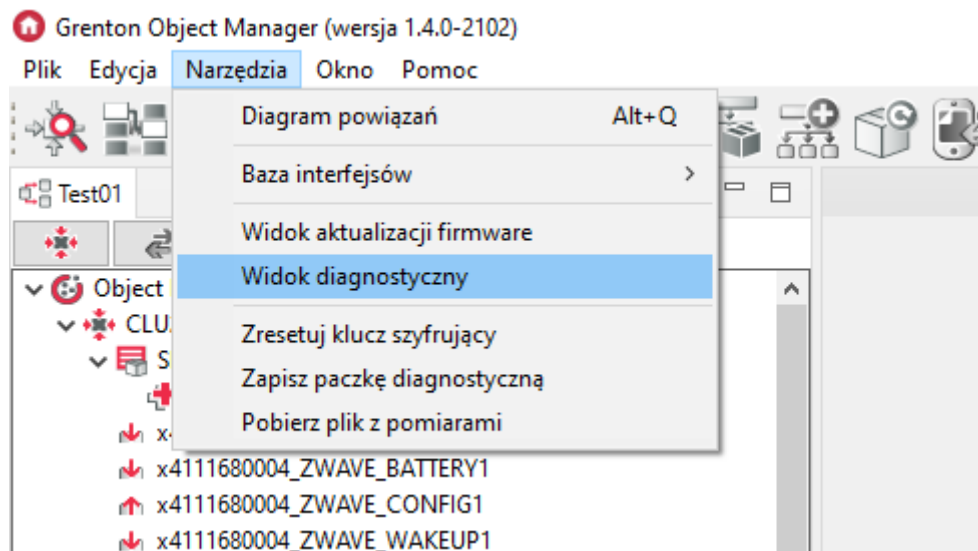 Grenton Object Manager (wersja 1.4.0-2102)
Plik Edycja Narzędzia Okno Pomoc
Diagram powiązań Alt+Q
Baza interfejsów
Test01
Widok aktualizacji firmware
Widok diagnostyczny
Object
CLU
Zresetuj klucz szyfrujący
S
Zapisz paczkę diagnostyczną
Pobierz plik z pomiarami
x4111680004_ZWAVE_BATTERY1
x4111680004_ZWAVE_CONFIG1
x4111680004_ZWAVE_WAKEUP1